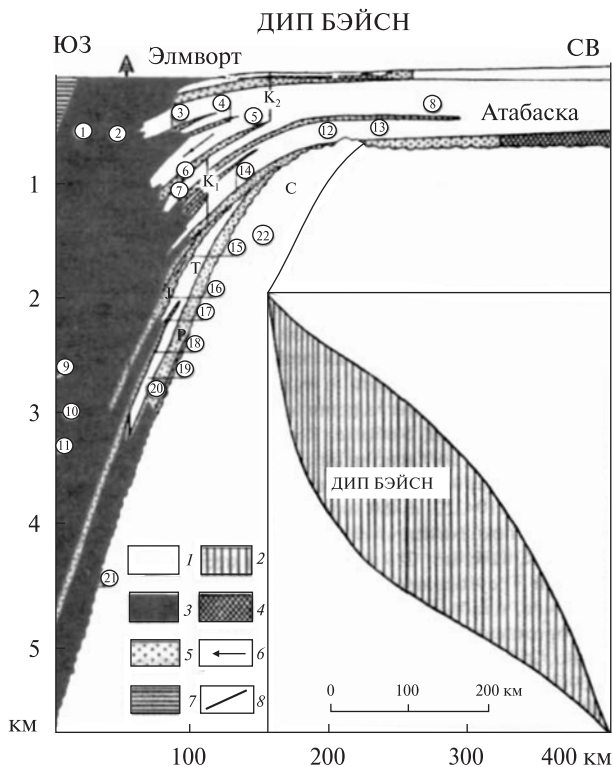 ДИП БЭЙСН
ЮЗ
СВ
Элмворт
K2
3
4
5
8
Атабаска
1
2
12
13
6
7
K1
14
1
C
15
22
T
2
J
16
17
P
18
9
19
20
3
10
11
ДИП БЭЙСН
4
1
2
21
3
4
5
6
5
7
8
0
100
200 км
км
100
200
300
400 км